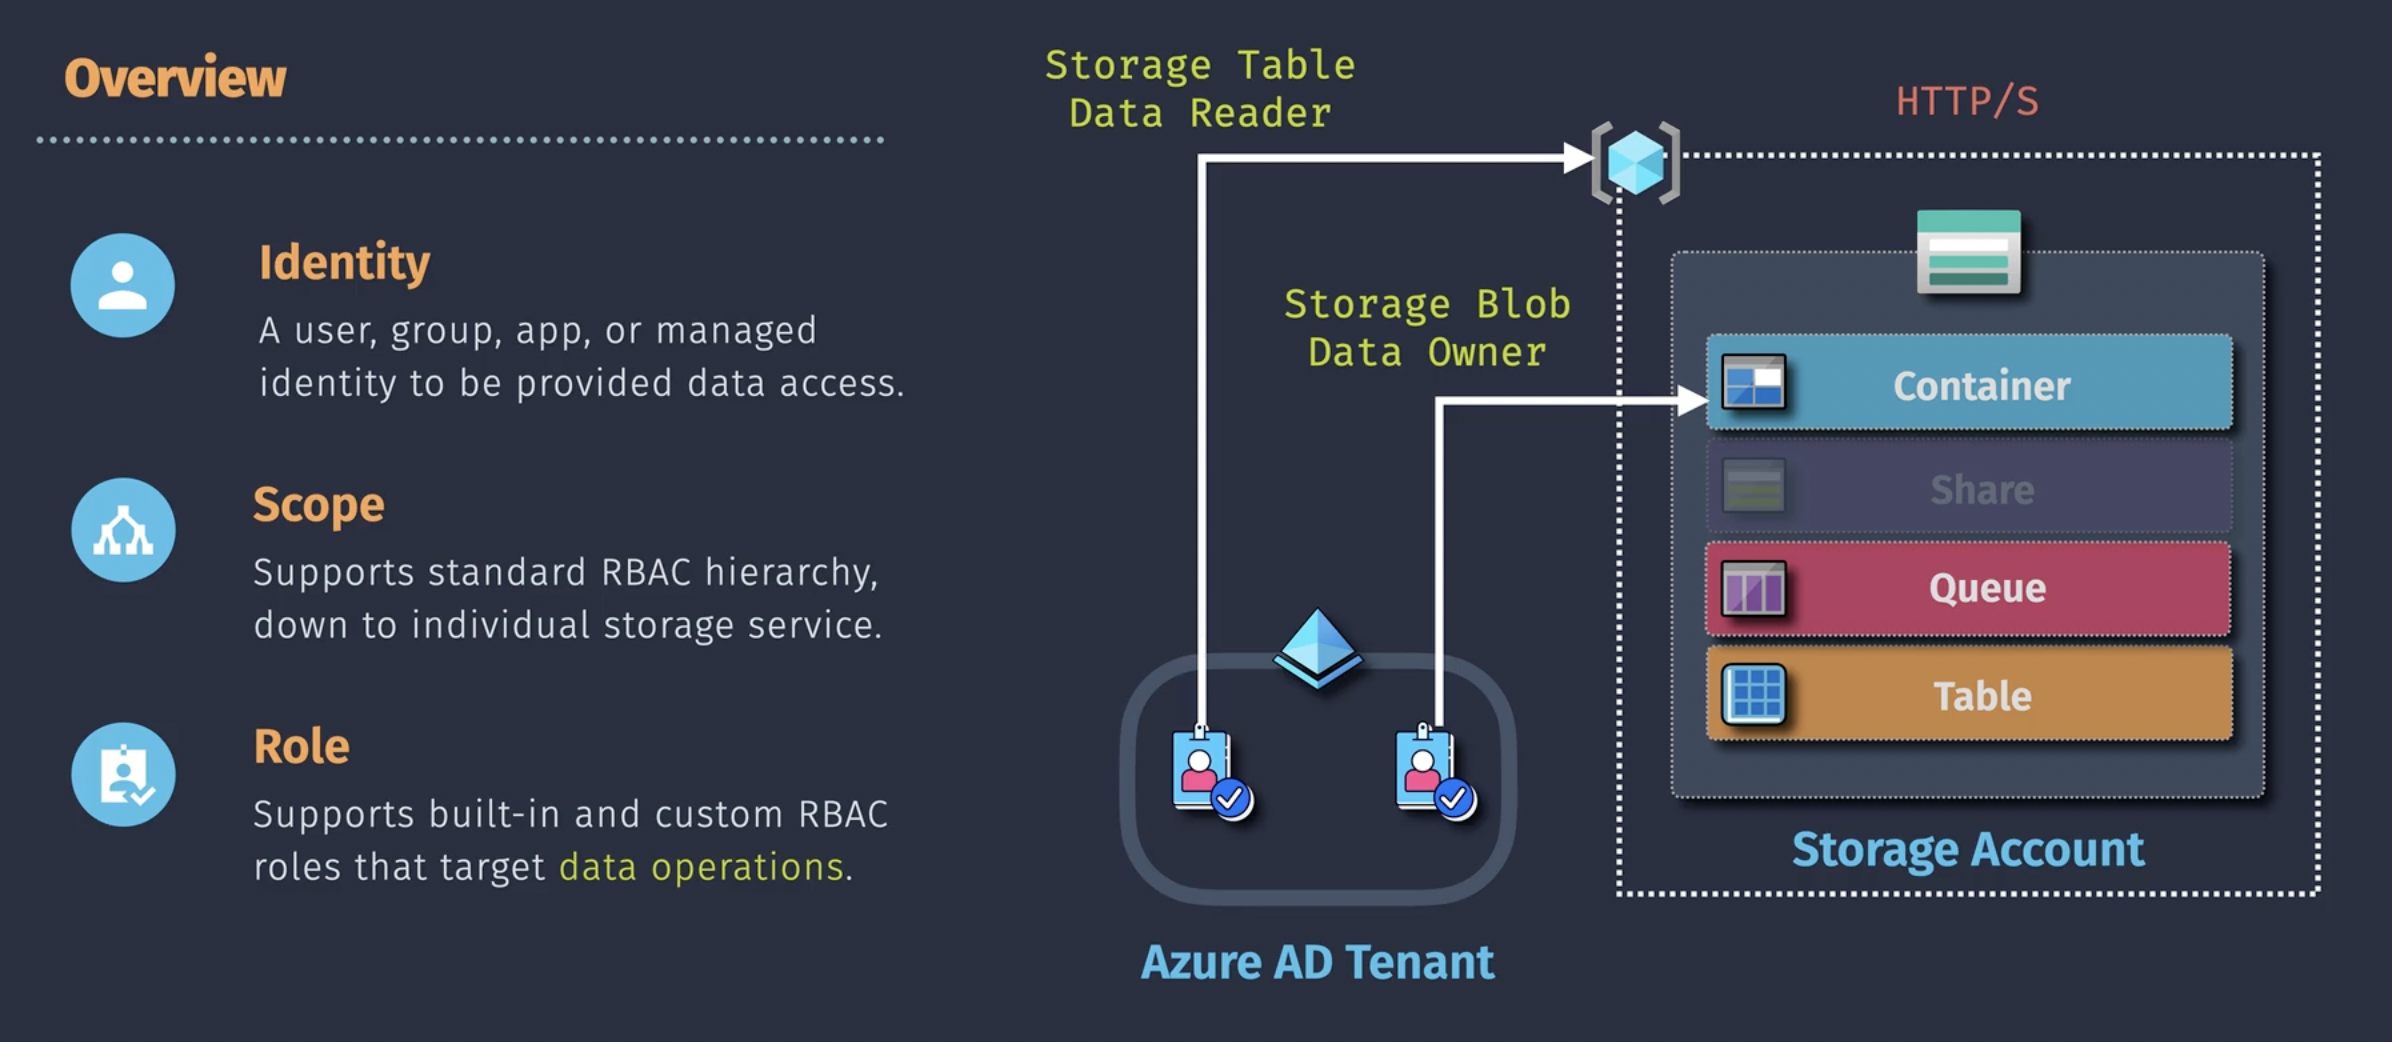 Overview
Identity
A user, group, app, or managed
identity to be provided data access.
Scope
Supports standard RBAC hierarchy,
down to individual storage service.
Role
Supports built-in and custom RBAC
roles that target data operations.
Storage Table
Data Reader
HTTP/S
Storage Blob
Data Owner
Container
Share
Queue
Table
Storage Account
Azure AD Tenant